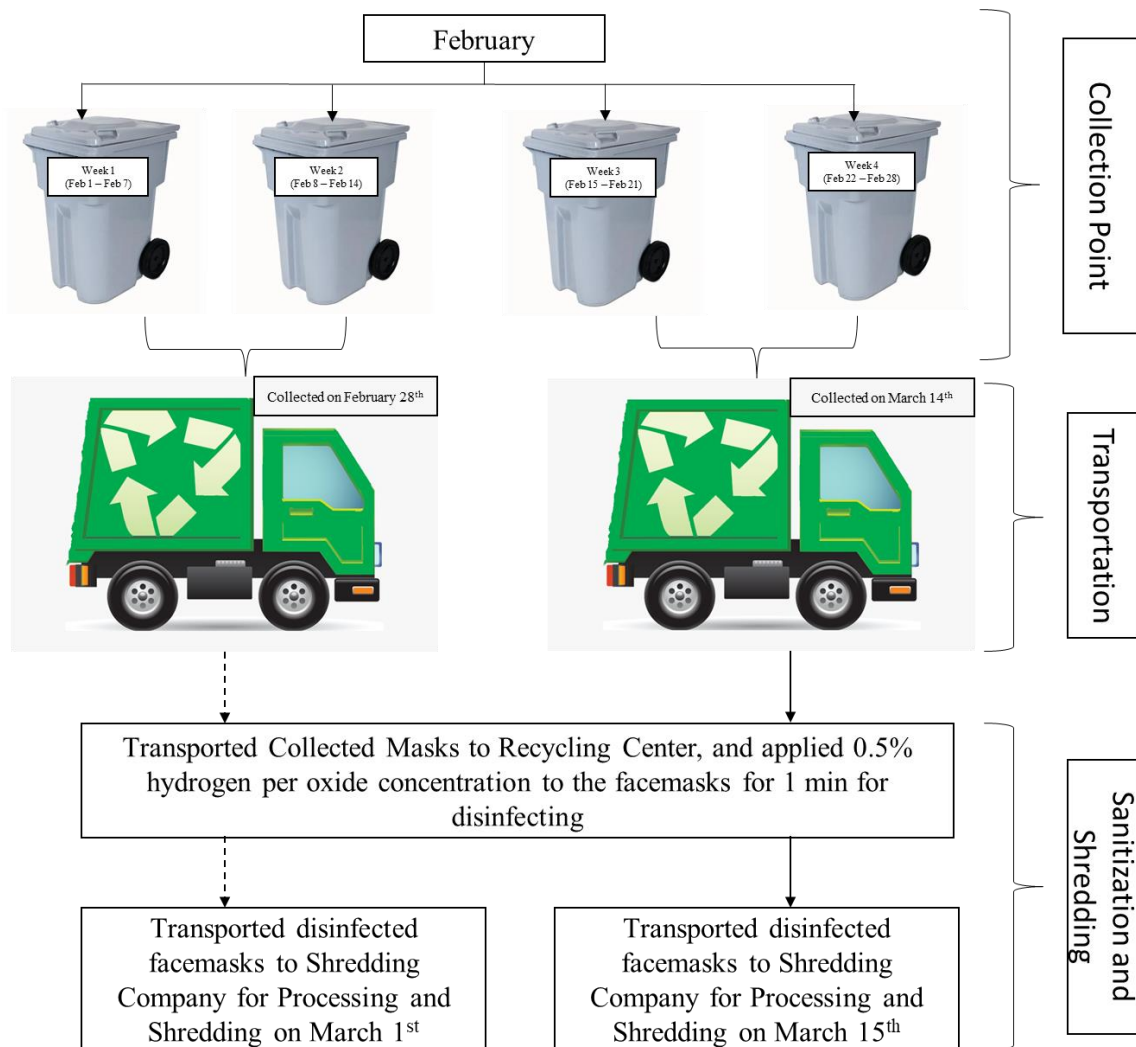 February
Week 1
(Feb 1 – Feb 7)
Week 2
(Feb 8 – Feb 14)
Week 3
(Feb 15 – Feb 21)
Week 4
(Feb 22 – Feb 28)
Collection Point
Collected on February 28th
Collected on March 14th
Transportation
Transported Collected Masks to Recycling Center, and applied 0.5%
hydrogen per oxide concentration to the facemasks for 1 min for
disinfecting
Sanitization and
Shredding
Transported disinfected
facemasks to Shredding
Company for Processing and
Shredding on March 1st
Transported disinfected
facemasks to Shredding
Company for Processing and
Shredding on March 15th